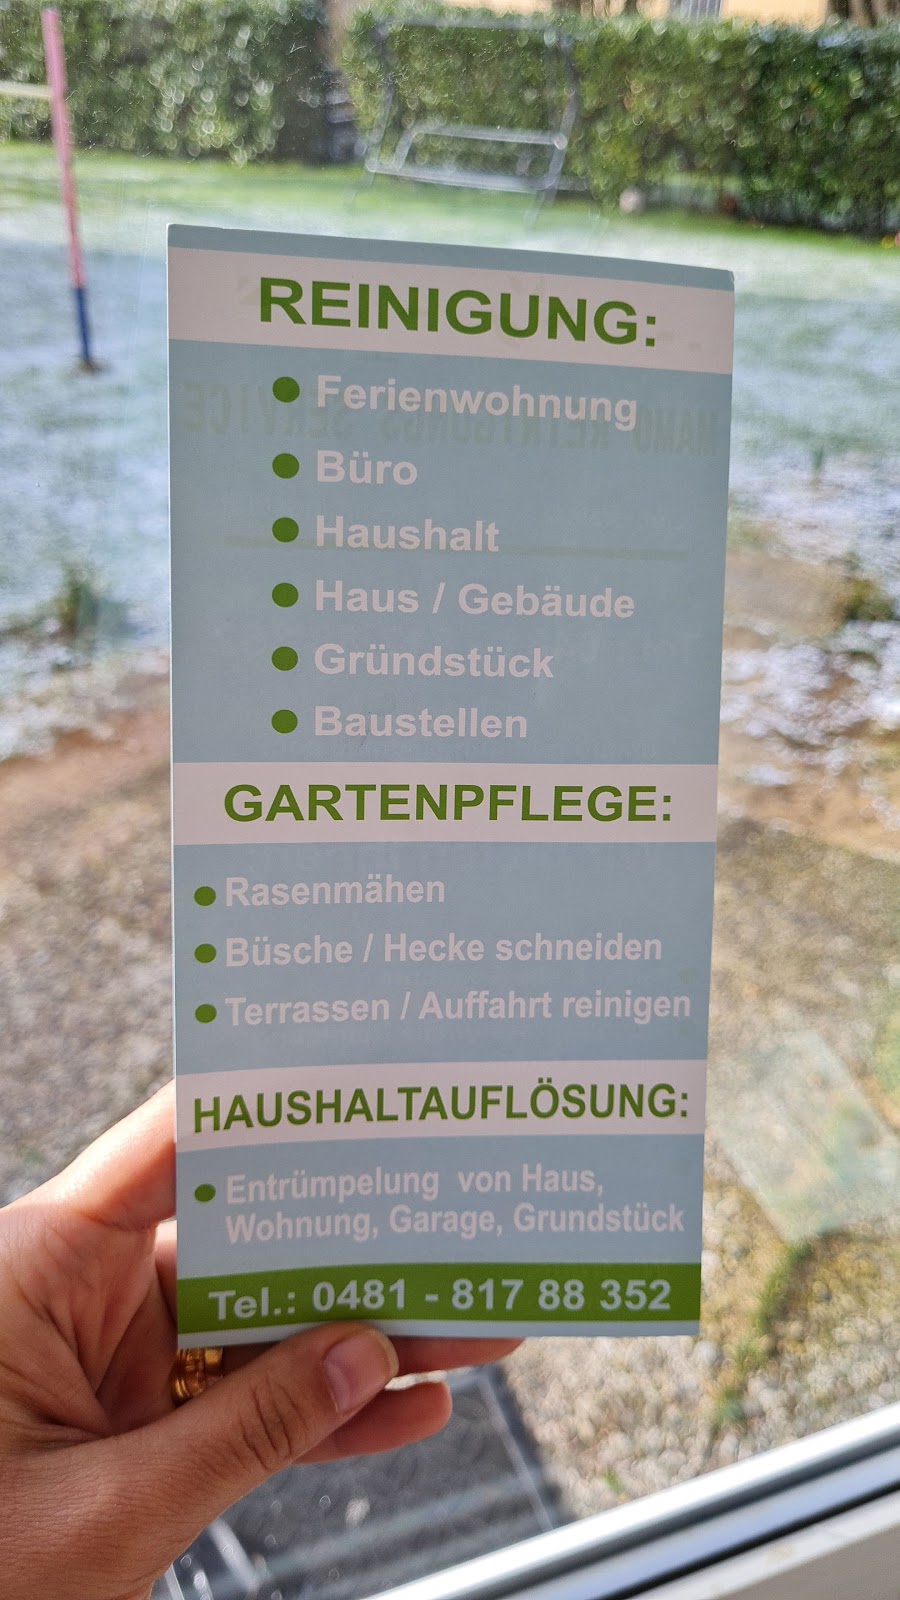 REINIGUNG:
Ferienwohnung
Büro
Haushalt
Haus / Gebäude
Gründstück
Baustellen
GARTENPFLEGE:
Rasenmähen
Büsche / Hecke schneiden
Terrassen / Auffahrt reinigen
HAUSHALTAUFLÖSUNG:
Entrümpelung von Haus,
Wohnung, Garage, Grundstück
Tel.: 0481 - 817 88 352